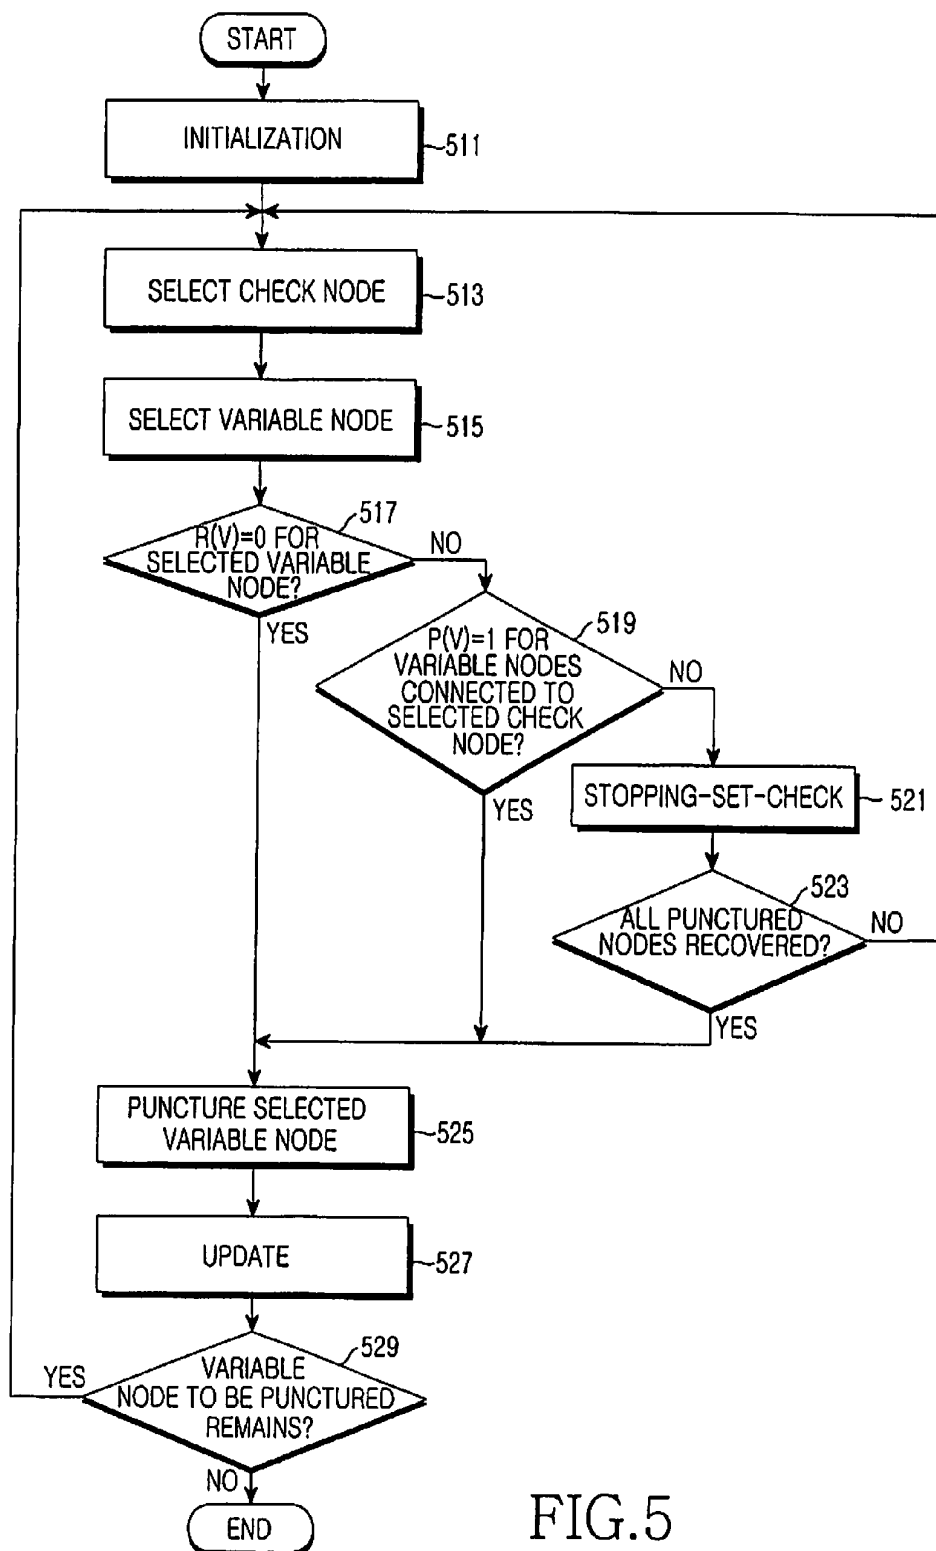 START
INITIALIZATION
511
SELECT CHECK NODE
513
SELECT VARIABLE NODE
515
517
R(V)=0 FOR
SELECTED VARIABLE
NODE?
NO
YES
519
P(V)=1 FOR
VARIABLE NODES
CONNECTED TO
SELECTED CHECK
NODE?
NO
YES
STOPPING-SET-CHECK
521
523
ALL PUNCTURED
NODES RECOVERED?
NO
YES
PUNCTURE SELECTED
VARIABLE NODE
525
UPDATE
527
529
VARIABLE
NODE TO BE PUNCTURED
REMAINS?
YES
NO
END
FIG.5